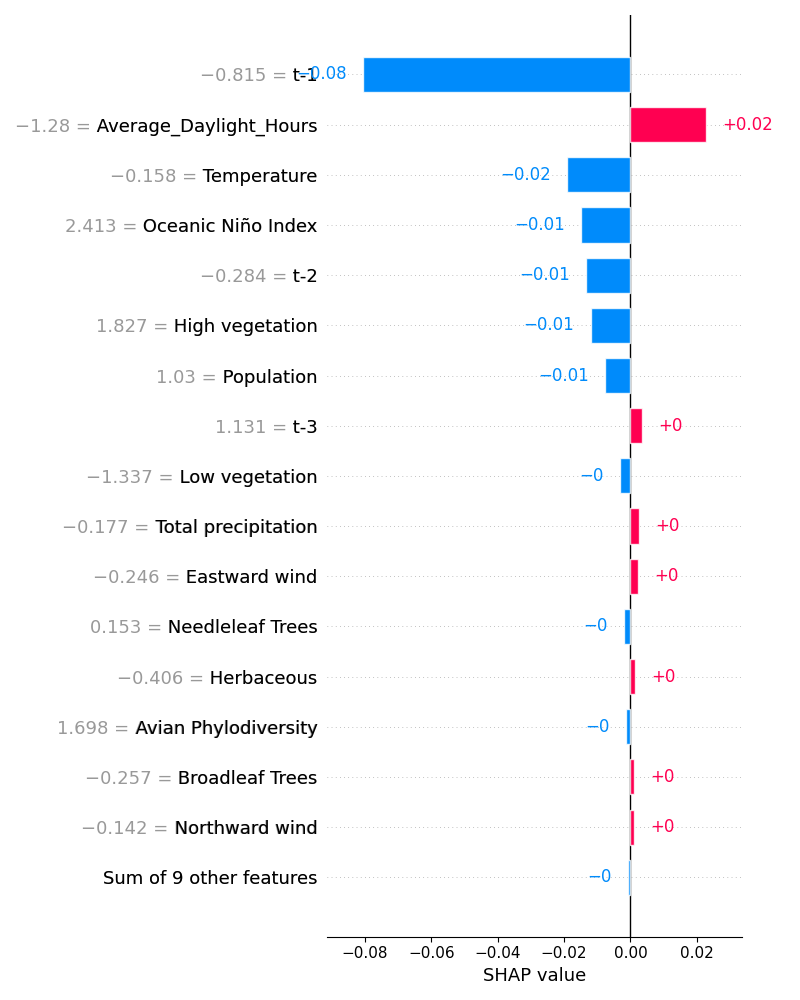 −0.815 = t-1 −0.08
−1.28 = Average_Daylight_Hours +0.02
−0.158 = Temperature −0.02
2.413 = Oceanic Niño Index −0.01
−0.284 = t-2 −0.01
1.827 = High vegetation −0.01
1.03 = Population −0.01
1.131 = t-3 +0
−1.337 = Low vegetation −0
−0.177 = Total precipitation +0
−0.246 = Eastward wind +0
0.153 = Needleleaf Trees −0
−0.406 = Herbaceous +0
1.698 = Avian Phylodiversity −0
−0.257 = Broadleaf Trees +0
−0.142 = Northward wind +0
Sum of 9 other features −0
−0.08 −0.06 −0.04 −0.02 0.00 0.02
SHAP value